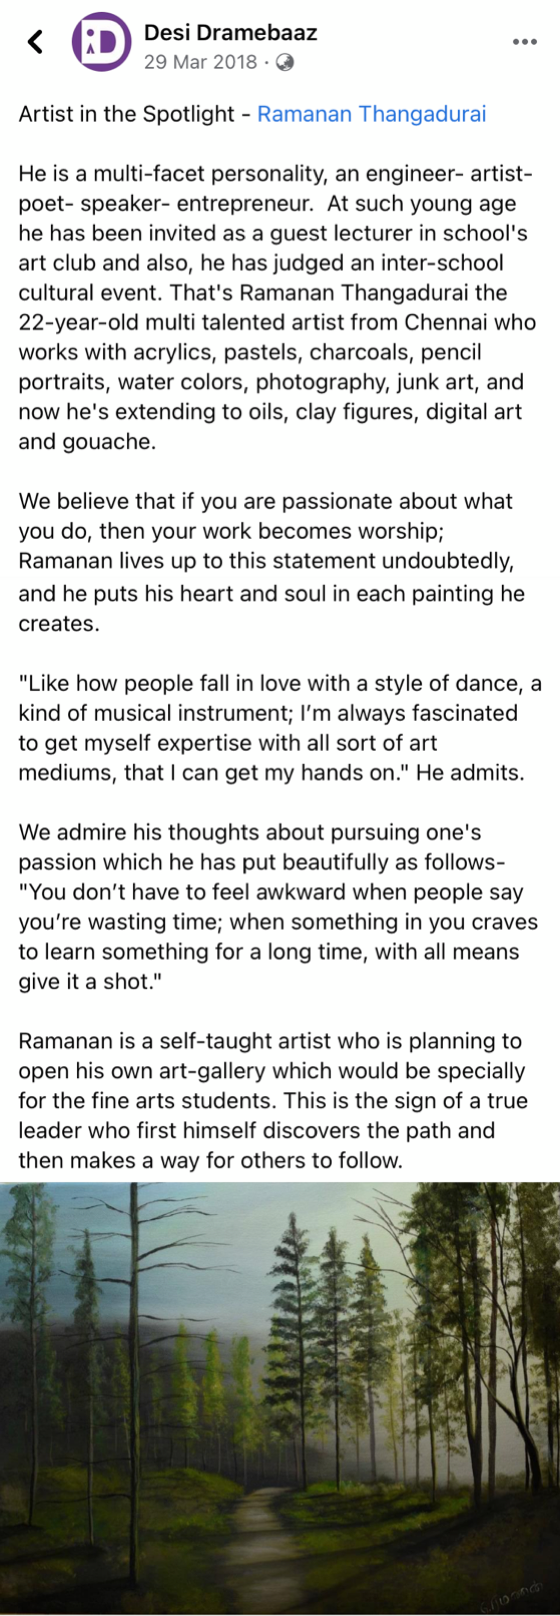 Desi Dramebaaz
29 Mar 2018 ·
Artist in the Spotlight - Ramanan Thangadurai
He is a multi-facet personality, an engineer- artist-
poet- speaker- entrepreneur.  At such young age
he has been invited as a guest lecturer in school's
art club and also, he has judged an inter-school
cultural event. That's Ramanan Thangadurai the
22-year-old multi talented artist from Chennai who
works with acrylics, pastels, charcoals, pencil
portraits, water colors, photography, junk art, and
now he's extending to oils, clay figures, digital art
and gouache.
We believe that if you are passionate about what
you do, then your work becomes worship;
Ramanan lives up to this statement undoubtedly,
and he puts his heart and soul in each painting he
creates.
"Like how people fall in love with a style of dance, a
kind of musical instrument; I’m always fascinated
to get myself expertise with all sort of art
mediums, that I can get my hands on." He admits.
We admire his thoughts about pursuing one's
passion which he has put beautifully as follows-
"You don’t have to feel awkward when people say
you’re wasting time; when something in you craves
to learn something for a long time, with all means
give it a shot."
Ramanan is a self-taught artist who is planning to
open his own art-gallery which would be specially
for the fine arts students. This is the sign of a true
leader who first himself discovers the path and
then makes a way for others to follow.